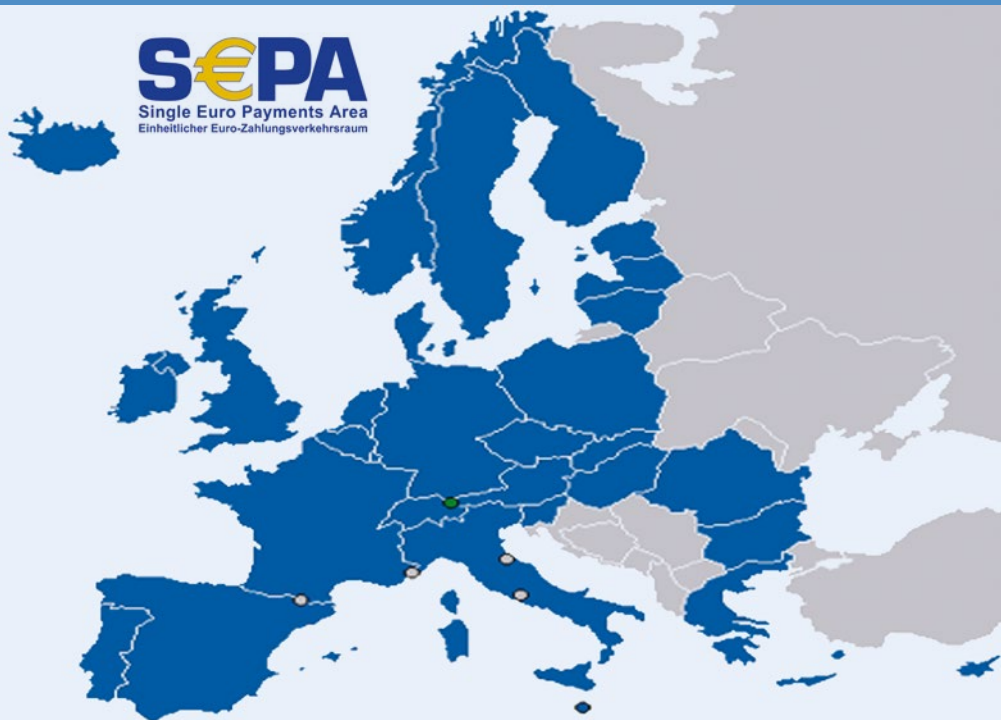 S€PA
Single Euro Payments Area
Einheitlicher Euro-Zahlungsverkehrsraum